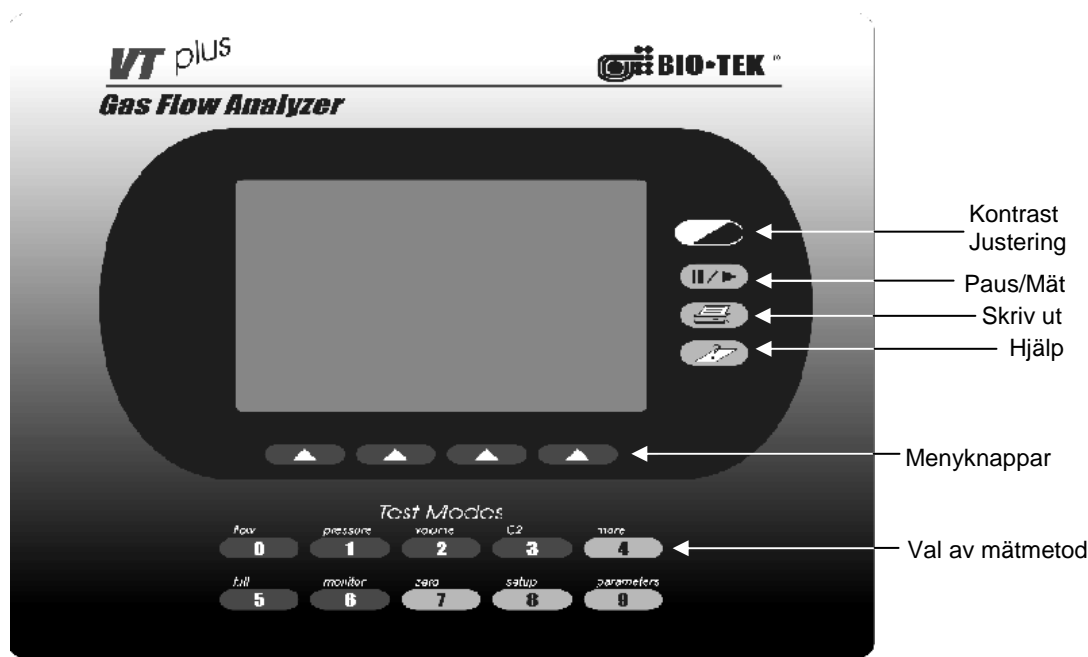 VT plus
BIO•TEK
Gas Flow Analyzer
Kontrast
Justering
Paus/Mät
Skriv ut
Hjälp
Menyknappar
Test Modes
flow pressure volume O2 more
0 1 2 3 4
Val av mätmetod
full monitor zero setup parameters
5 6 7 8 9